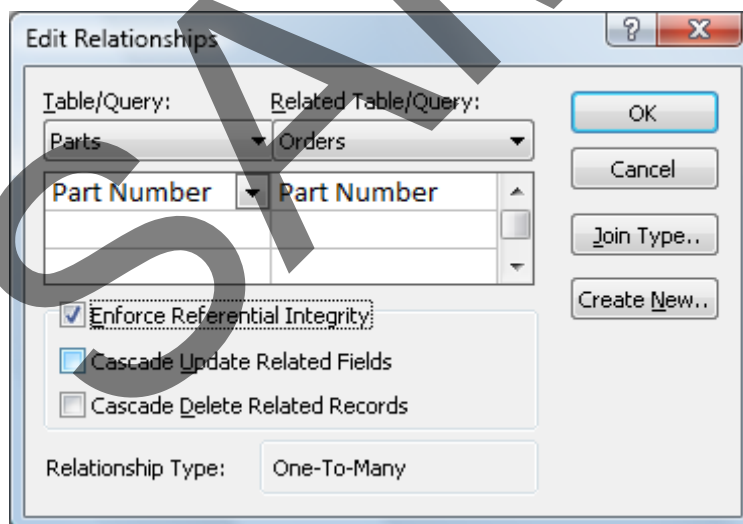 Edit Relationships
Table/Query: Related Table/Query:
Parts Orders
Part Number Part Number
Enforce Referential Integrity
Cascade Update Related Fields
Cascade Delete Related Records
Relationship Type: One-To-Many
?
OK
Cancel
Join Type..
Create New..